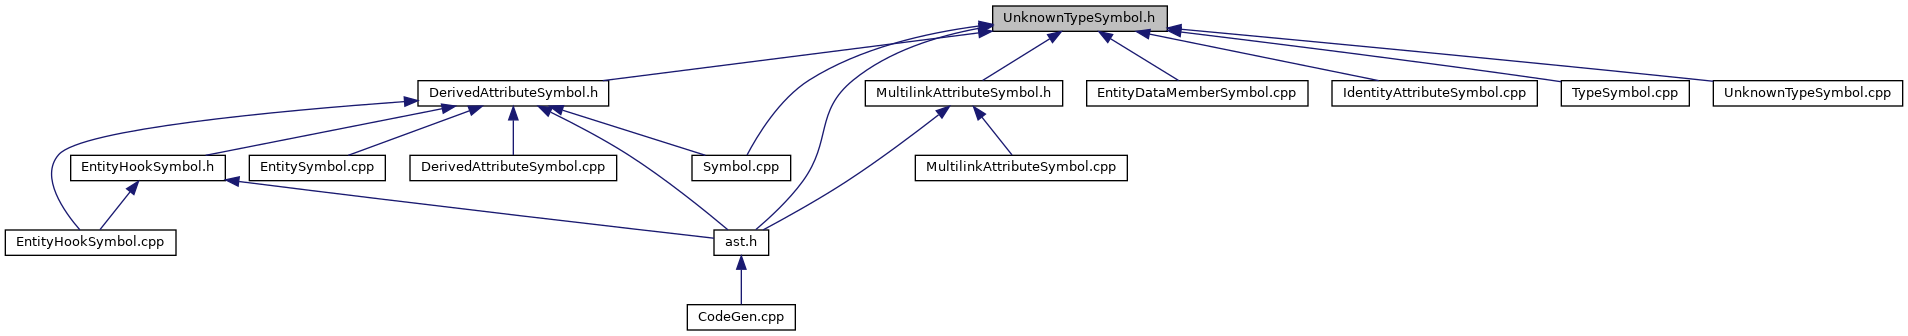 UnknownTypeSymbol.h
DerivedAttributeSymbol.h
MultilinkAttributeSymbol.h
EntityDataMemberSymbol.cpp
IdentityAttributeSymbol.cpp
TypeSymbol.cpp
UnknownTypeSymbol.cpp
EntityHookSymbol.h
EntitySymbol.cpp
DerivedAttributeSymbol.cpp
Symbol.cpp
MultilinkAttributeSymbol.cpp
EntityHookSymbol.cpp
ast.h
CodeGen.cpp